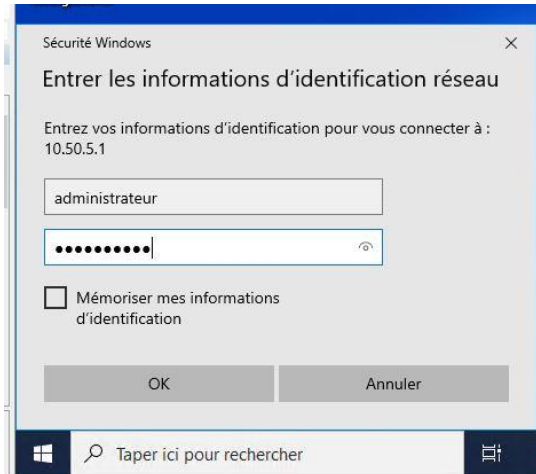 Sécurité Windows
Entrer les informations d'identification réseau
Entrez vos informations d'identification pour vous connecter à :
10.50.5.1
administrateur
••••••••••
Mémoriser mes informations
d'identification
OK
Annuler
Taper ici pour rechercher